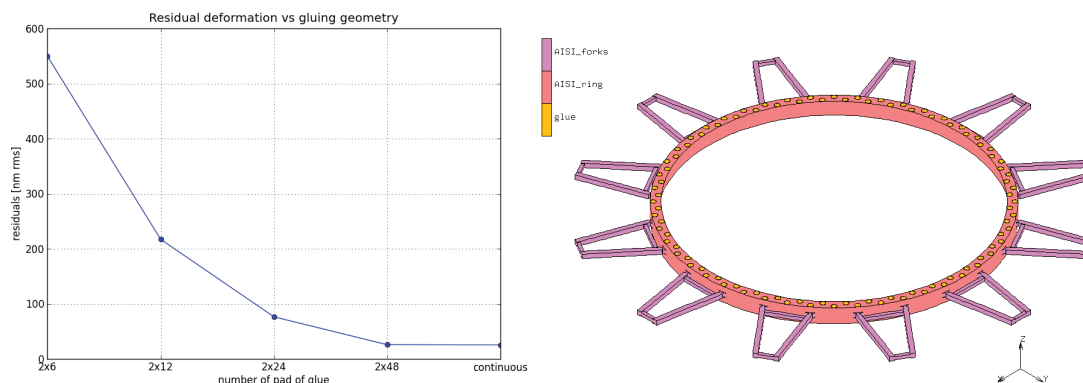 Residual deformation vs gluing geometry
600
500
400
300
200
100
0
residuals [nm rms]
2x6 2x12 2x24 2x48 continuous
number of pad of glue
AISI_forks
AISI_ring
glue
Z
X Y